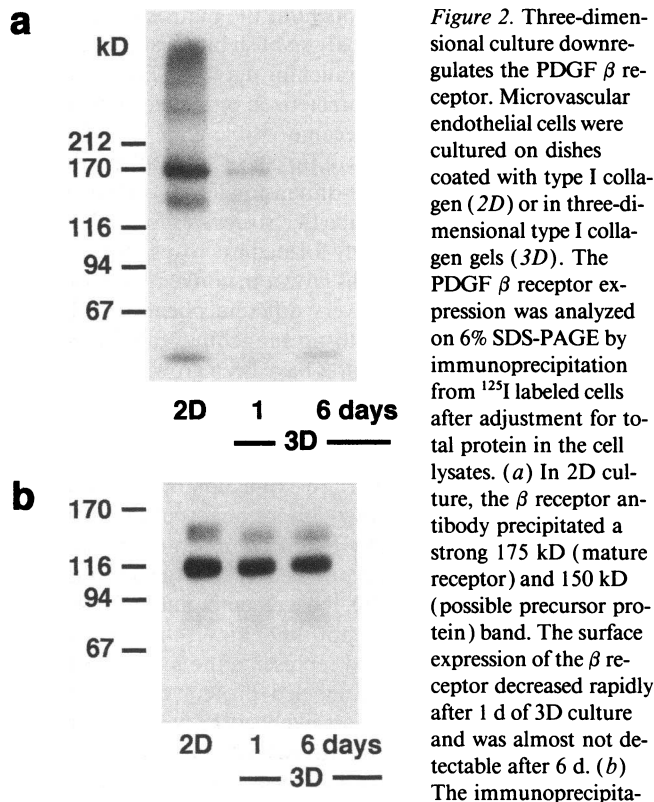 a
kD
212
170
116
94
67
2D 1 6 days
3D
b
170
116
94
67
2D 1 6 days
3D
Figure 2. Three-dimen-
sional culture downre-
gulates the PDGF β re-
ceptor. Microvascular
endothelial cells were
cultured on dishes
coated with type I colla-
gen (2D) or in three-di-
mensional type I colla-
gen gels (3D). The
PDGF β receptor ex-
pression was analyzed
on 6% SDS-PAGE by
immunoprecipitation
from ¹²⁵I labeled cells
after adjustment for to-
tal protein in the cell
lysates. (a) In 2D cul-
ture, the β receptor an-
tibody precipitated a
strong 175 kD (mature
receptor) and 150 kD
(possible precursor pro-
tein) band. The surface
expression of the β re-
ceptor decreased rapidly
after 1 d of 3D culture
and was almost not de-
tectable after 6 d. (b)
The immunoprecipita-